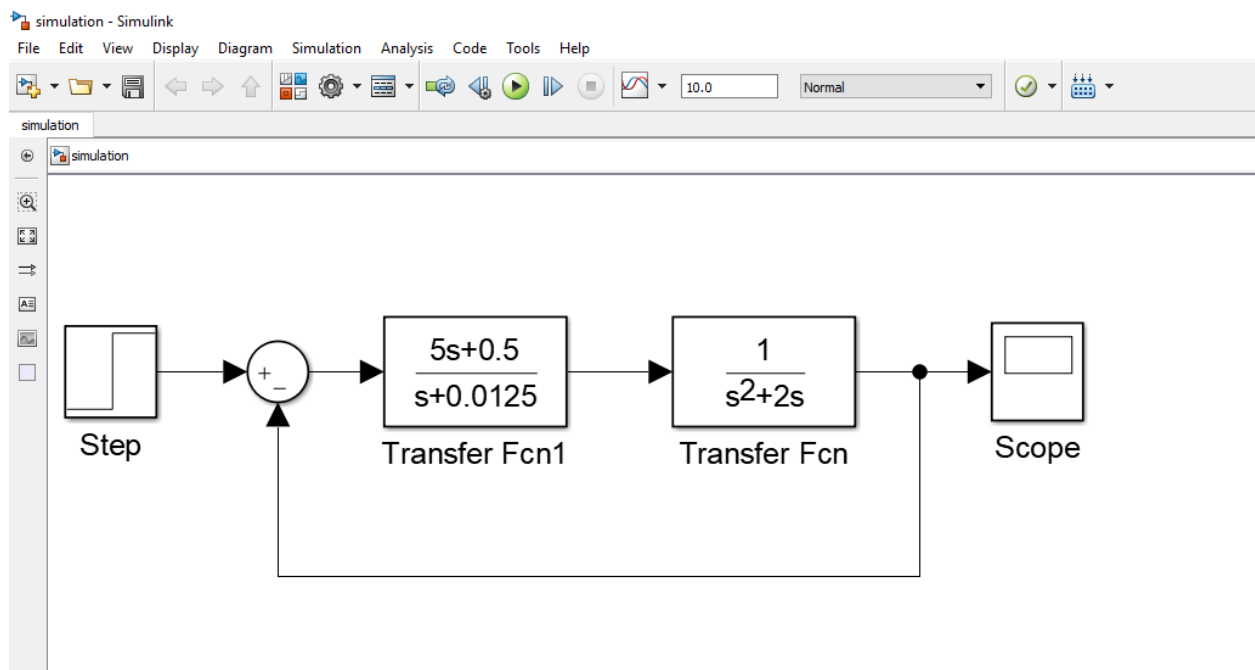 simulation - Simulink
File Edit View Display Diagram Simulation Analysis Code Tools Help
10.0 Normal
simulation
simulation
+
_
5s+0.5
s+0.0125
1
s²+2s
Step
Transfer Fcn1
Transfer Fcn
Scope